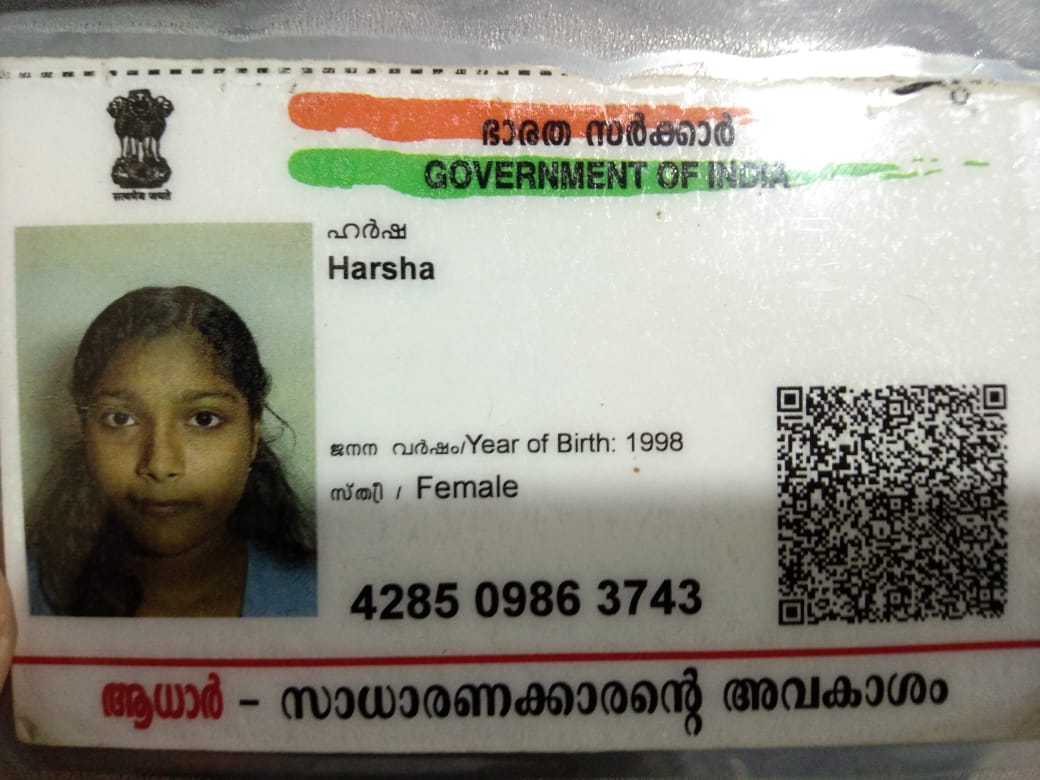 ഭാരത സർക്കാർ
GOVERNMENT OF INDIA
सत्यमेव जयते
ഹർഷ
Harsha
ജനന വർഷം/Year of Birth: 1998
സ്ത്രീ / Female
4285 0986 3743
ആധാർ - സാധാരണക്കാരന്റെ അവകാശം